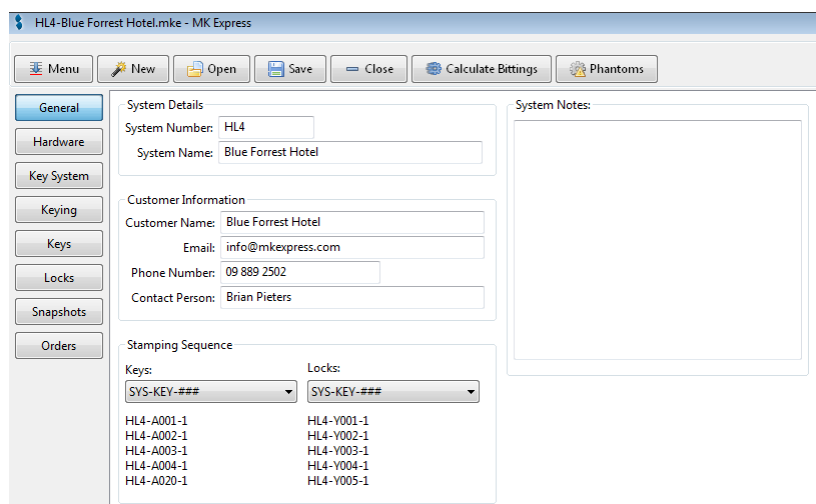 HL4-Blue Forrest Hotel.mke - MK Express
Menu New Open Save Close Calculate Bittings Phantoms
General
Hardware
Key System
Keying
Keys
Locks
Snapshots
Orders
System Details
System Number: HL4
System Name: Blue Forrest Hotel
Customer Information
Customer Name: Blue Forrest Hotel
Email: info@mkexpress.com
Phone Number: 09 889 2502
Contact Person: Brian Pieters
Stamping Sequence
Keys: Locks:
SYS-KEY-### SYS-KEY-###
HL4-A001-1 HL4-Y001-1
HL4-A002-1 HL4-Y002-1
HL4-A003-1 HL4-Y003-1
HL4-A004-1 HL4-Y004-1
HL4-A020-1 HL4-Y005-1
System Notes: